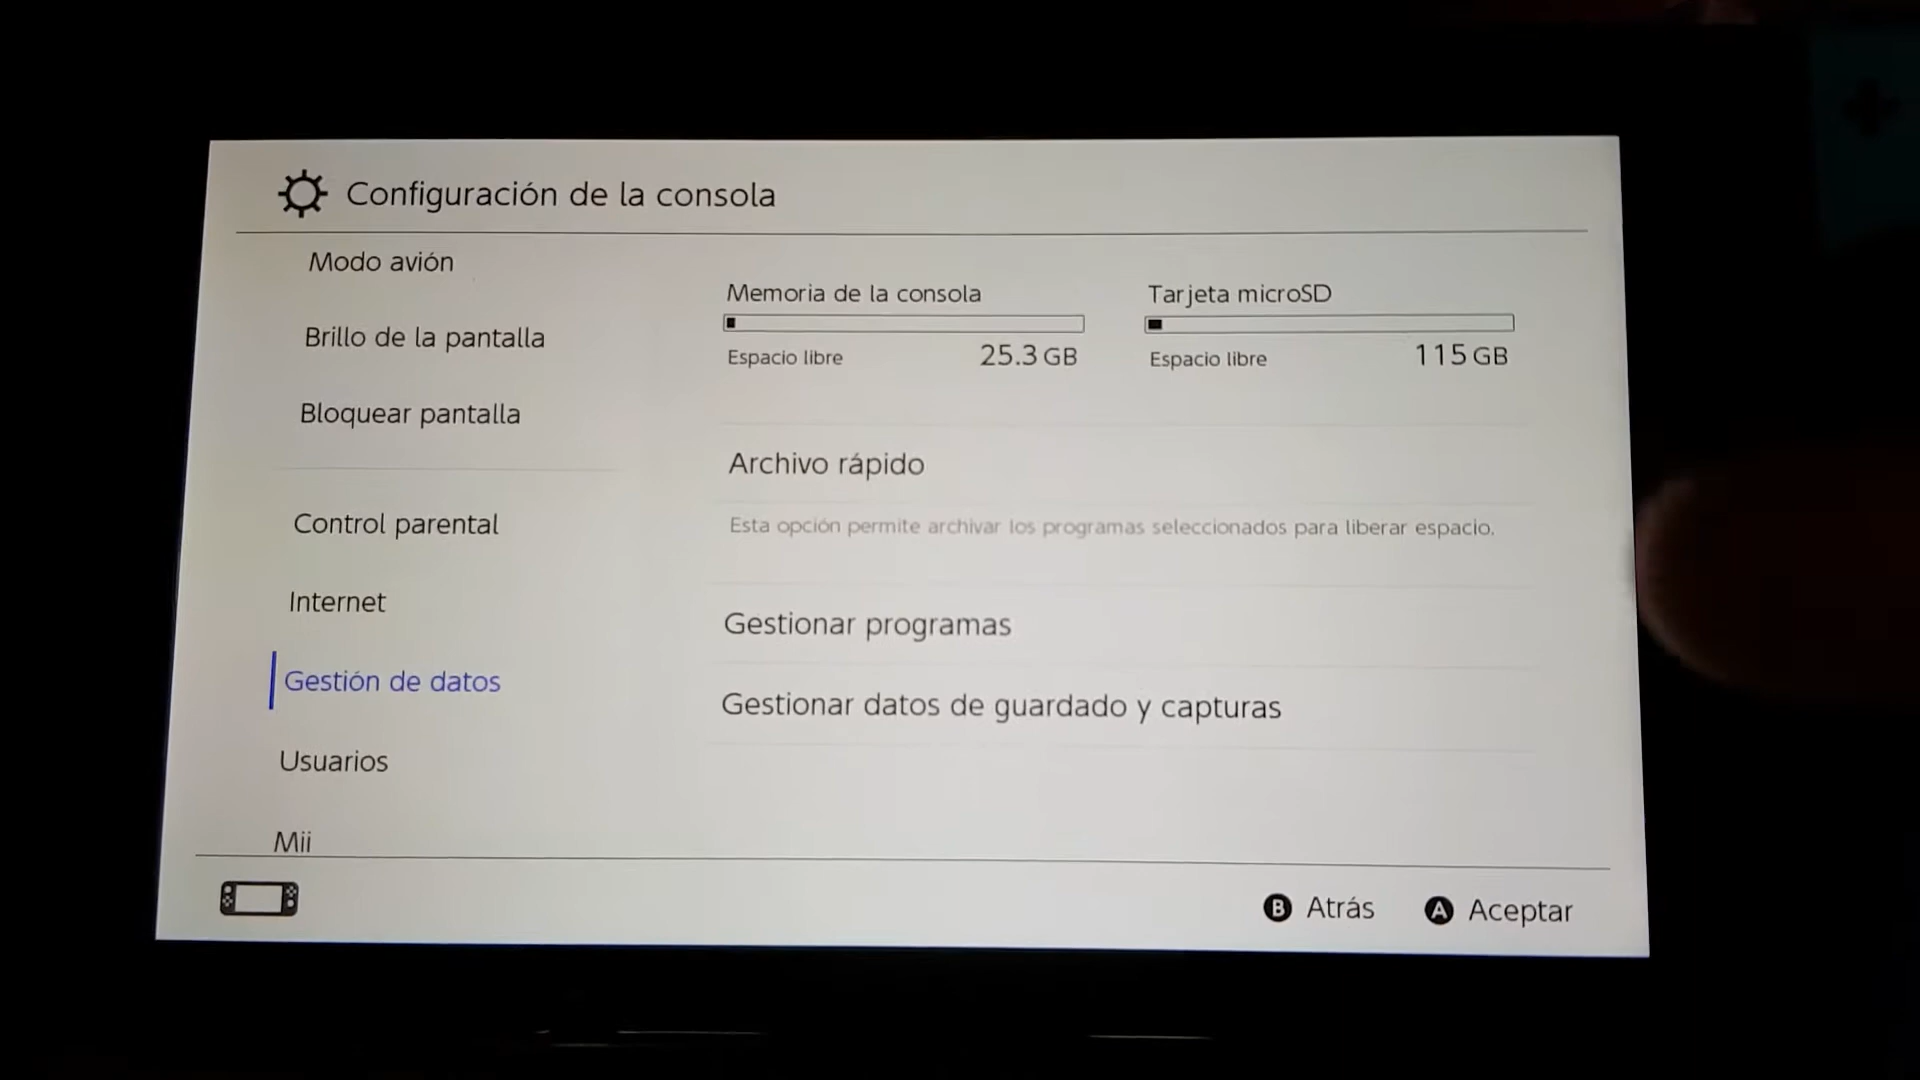 Configuración de la consola
Modo avión
Brillo de la pantalla
Bloquear pantalla
Control parental
Internet
Gestión de datos
Usuarios
Mii
Memoria de la consola
Espacio libre 25.3 GB
Tarjeta microSD
Espacio libre 115 GB
Archivo rápido
Esta opción permite archivar los programas seleccionados para liberar espacio.
Gestionar programas
Gestionar datos de guardado y capturas
B Atrás
A Aceptar